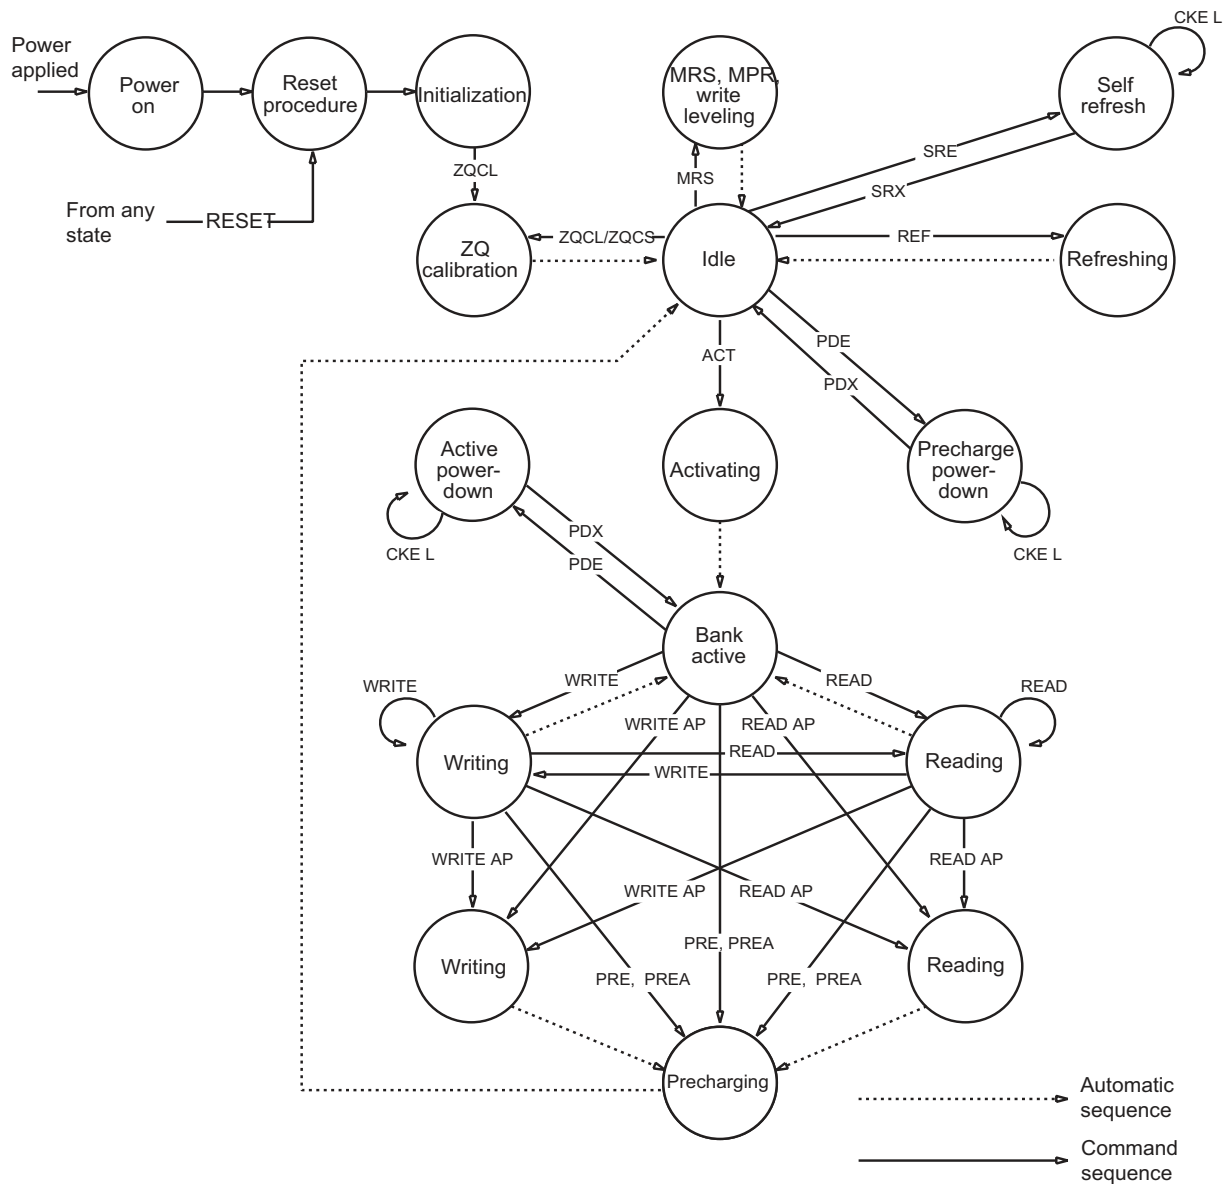 Power
applied
Power
on
Reset
procedure
Initialization
MRS, MPR,
write
leveling
Self
refresh
CKE L
ZQCL
MRS
SRE
SRX
From any
state
RESET
ZQ
calibration
ZQCL/ZQCS
Idle
REF
Refreshing
ACT
PDE
PDX
Active
power-
down
CKE L
Activating
Precharge
power-
down
CKE L
PDX
PDE
Bank
active
WRITE
WRITE
READ
READ
WRITE AP
READ AP
Writing
READ
WRITE
Reading
WRITE AP
READ AP
WRITE AP
READ AP
PRE, PREA
Writing
PRE, PREA
PRE, PREA
Reading
Precharging
Automatic
sequence
Command
sequence